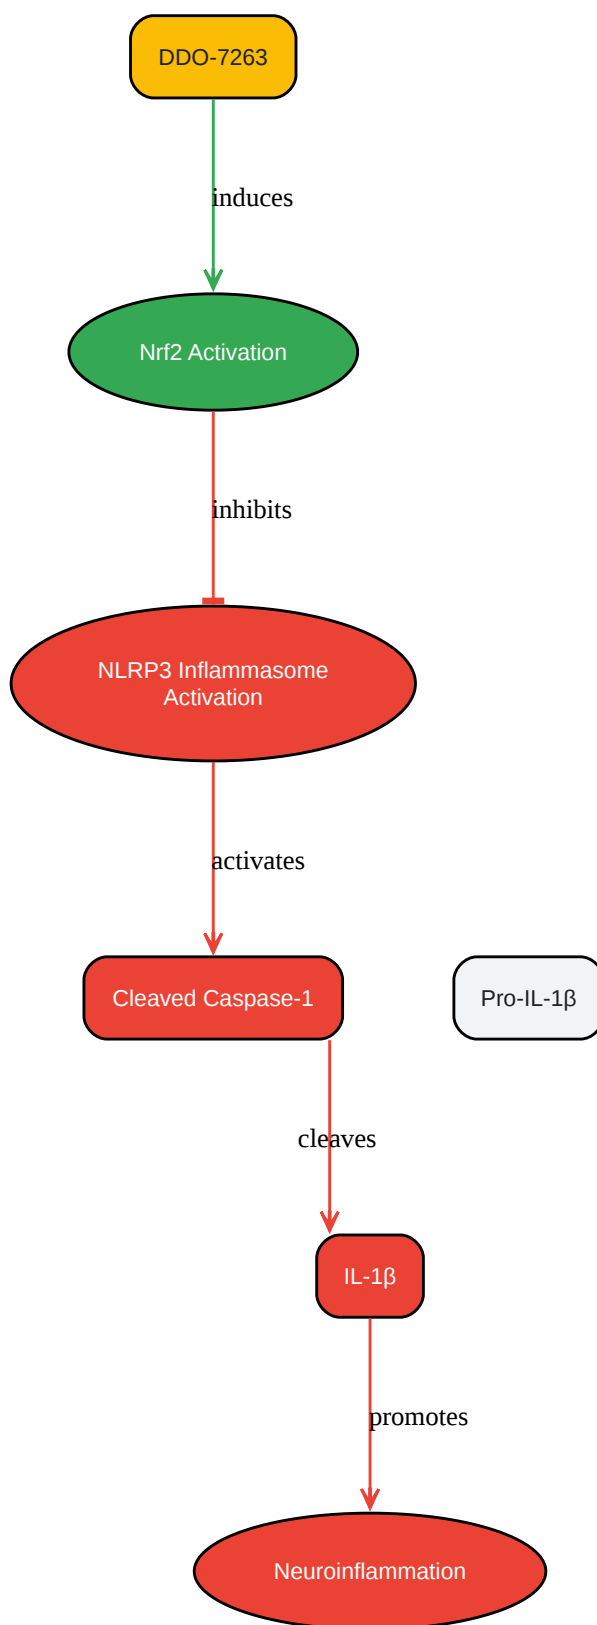 DDO-7263
induces
Nrf2 Activation
inhibits
NLRP3 Inflammasome
Activation
activates
Cleaved Caspase-1
Pro-IL-1β
cleaves
IL-1β
promotes
Neuroinflammation